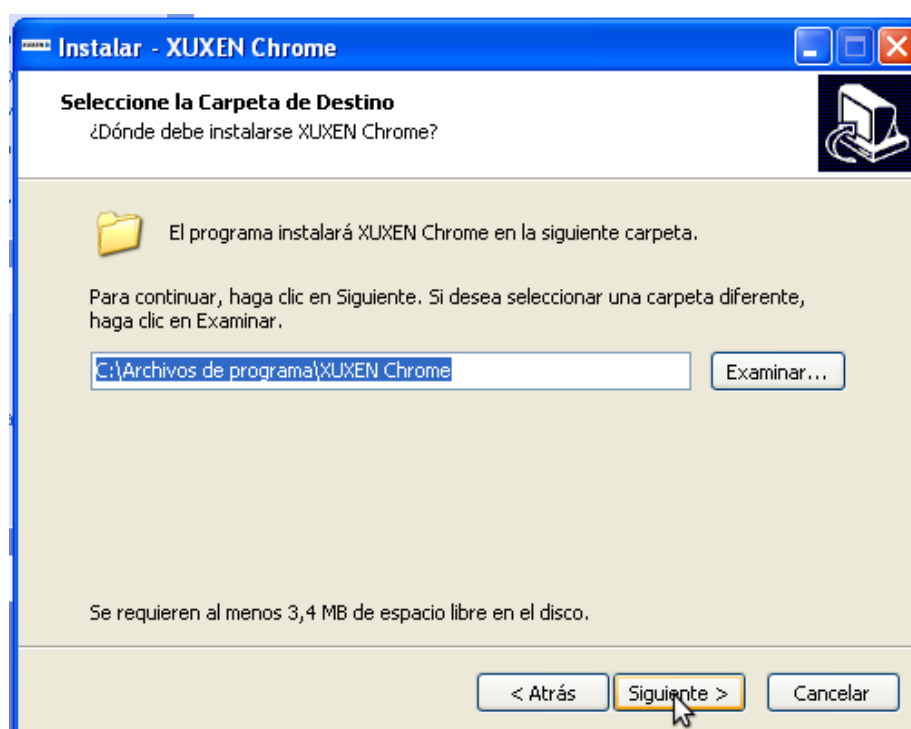 Instalar - XUXEN Chrome
Seleccione la Carpeta de Destino
¿Dónde debe instalarse XUXEN Chrome?
El programa instalará XUXEN Chrome en la siguiente carpeta.
Para continuar, haga clic en Siguiente. Si desea seleccionar una carpeta diferente,
haga clic en Examinar.
C:\Archivos de programa\XUXEN Chrome
Examinar...
Se requieren al menos 3,4 MB de espacio libre en el disco.
< Atrás Siguiente > Cancelar